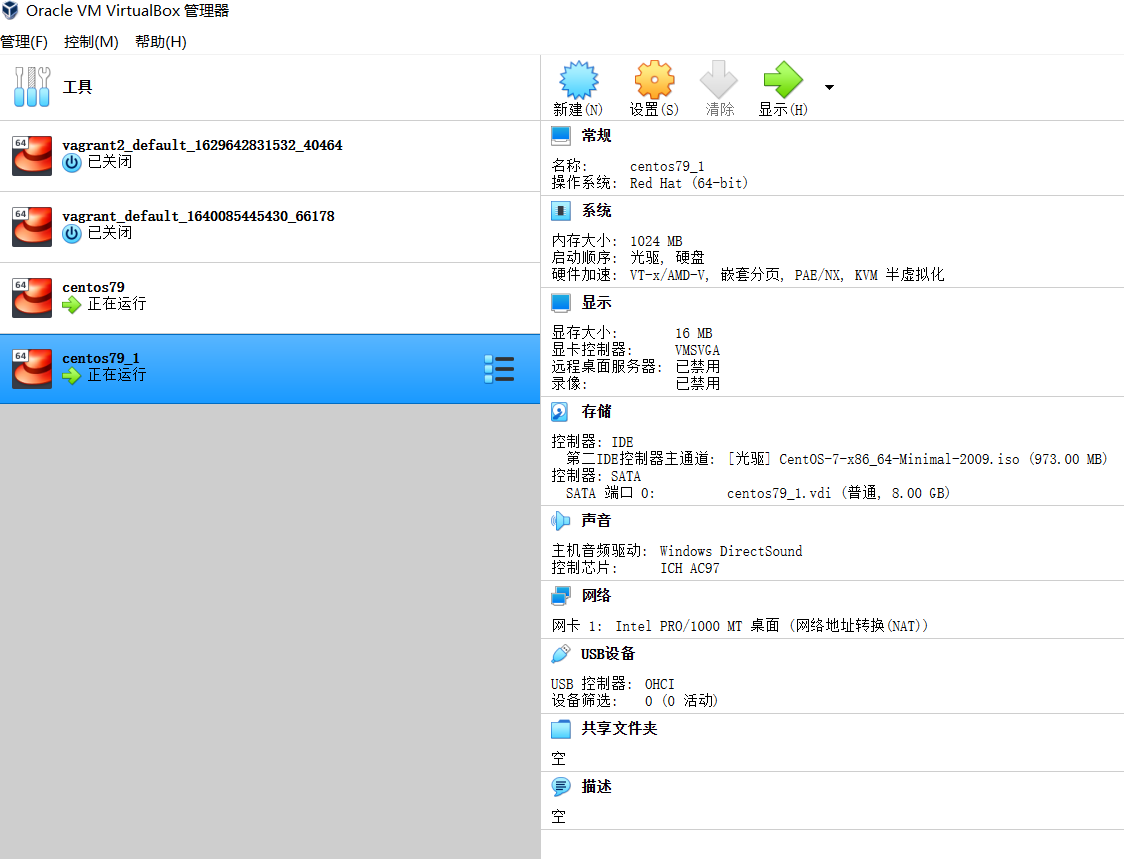 Oracle VM VirtualBox 管理器
管理(F) 控制(M) 帮助(H)
工具
新建(N) 设置(S) 清除 显示(H)
64
vagrant2_default_1629642831532_40464
已关闭
64
vagrant_default_1640085445430_66178
已关闭
64
centos79
正在运行
64
centos79_1
正在运行
常规
名称: centos79_1
操作系统: Red Hat (64-bit)
系统
内存大小: 1024 MB
启动顺序: 光驱, 硬盘
硬件加速: VT-x/AMD-V, 嵌套分页, PAE/NX, KVM 半虚拟化
显示
显存大小: 16 MB
显卡控制器: VMSVGA
远程桌面服务器: 已禁用
录像: 已禁用
存储
控制器: IDE
第二IDE控制器主通道: [光驱] CentOS-7-x86_64-Minimal-2009.iso (973.00 MB)
控制器: SATA
SATA 端口 0: centos79_1.vdi (普通, 8.00 GB)
声音
主机音频驱动: Windows DirectSound
控制芯片: ICH AC97
网络
网卡 1: Intel PRO/1000 MT 桌面 (网络地址转换(NAT))
USB设备
USB 控制器: OHCI
设备筛选: 0 (0 活动)
共享文件夹
空
描述
空